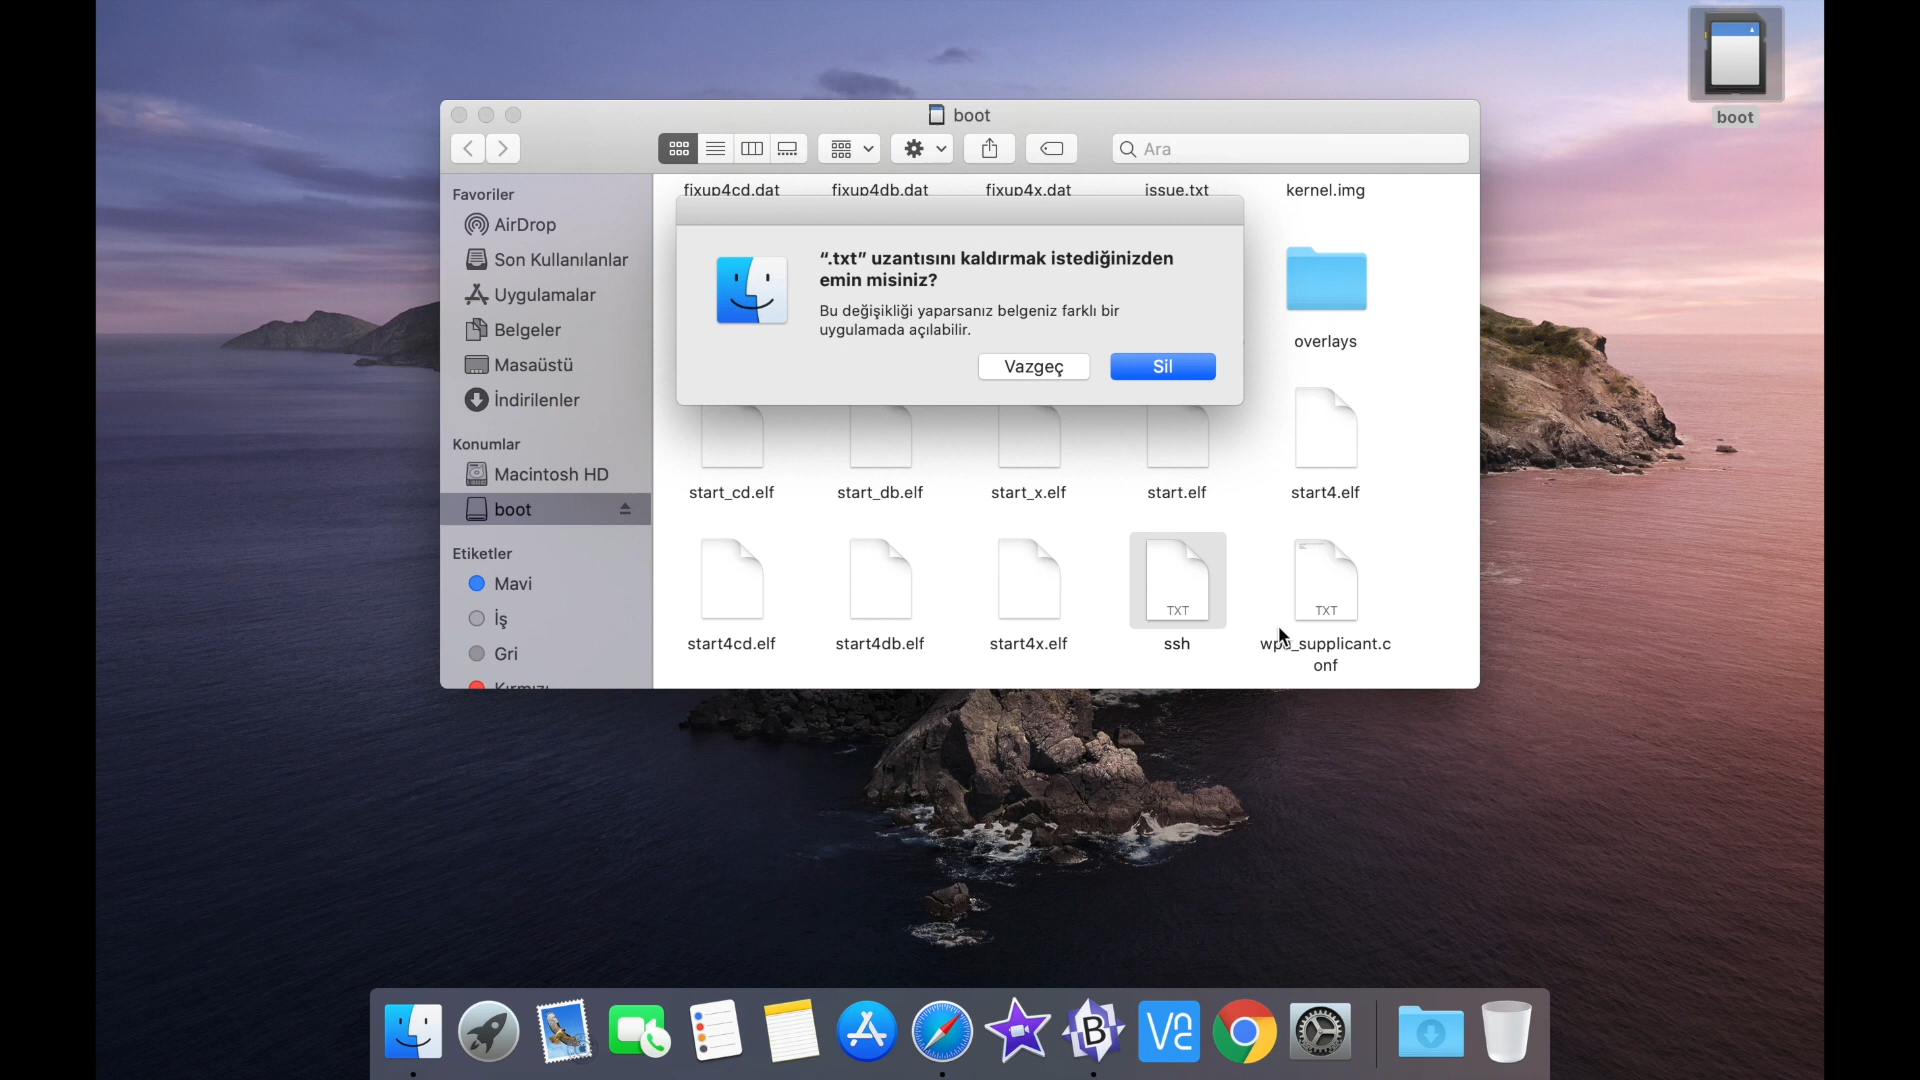 boot
boot
Ara
Favoriler
AirDrop
Son Kullanılanlar
Uygulamalar
Belgeler
Masaüstü
İndirilenler
Konumlar
Macintosh HD
boot
Etiketler
Mavi
İş
Gri
Kırmızı
fixup4cd.dat
fixup4db.dat
fixup4x.dat
issue.txt
kernel.img
“.txt” uzantısını kaldırmak istediğinizden
emin misiniz?
Bu değişikliği yaparsanız belgeniz farklı bir
uygulamada açılabilir.
Vazgeç
Sil
overlays
start_cd.elf
start_db.elf
start_x.elf
start.elf
start4.elf
TXT
TXT
start4cd.elf
start4db.elf
start4x.elf
ssh
wpa_supplicant.c
onf
B